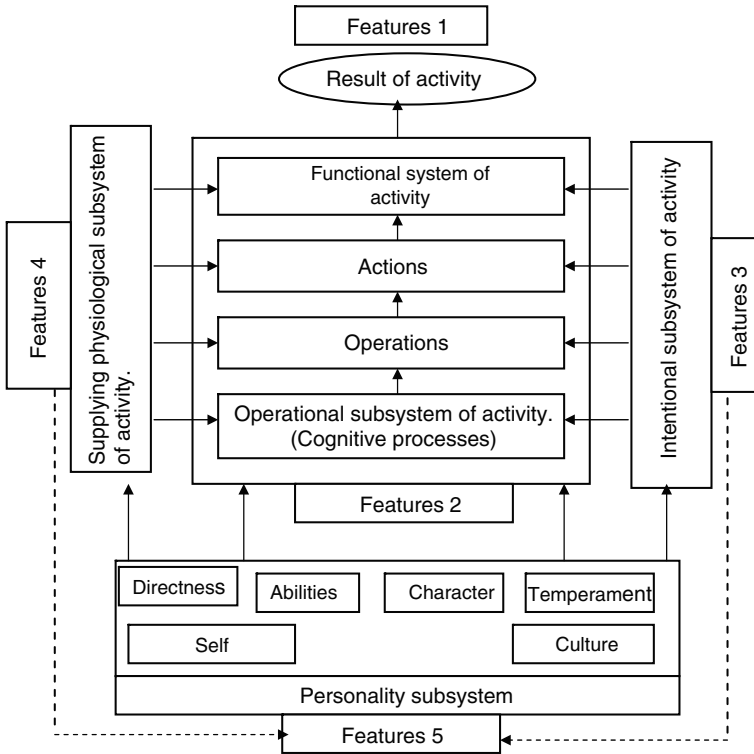 Features 1
Result of activity
Features 4
Supplying physiological subsystem
of activity.
Functional system of
activity
Actions
Operations
Operational subsystem of activity.
(Cognitive processes)
Intentional subsystem of activity
Features 3
Features 2
Directness
Abilities
Character
Temperament
Self
Culture
Personality subsystem
Features 5